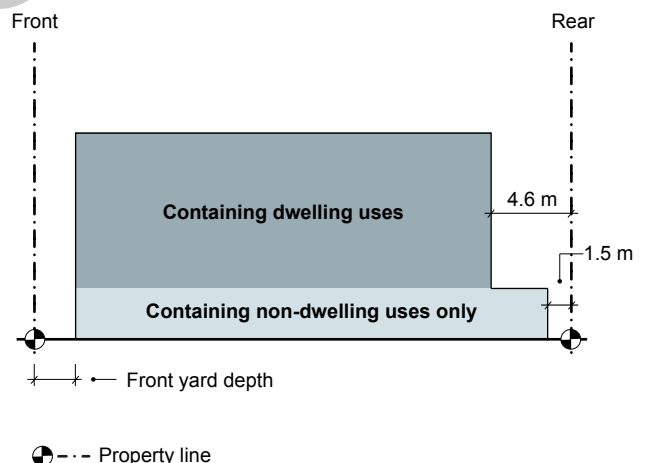 Front
Rear
Containing dwelling uses
4.6 m
1.5 m
Containing non-dwelling uses only
Front yard depth
Property line